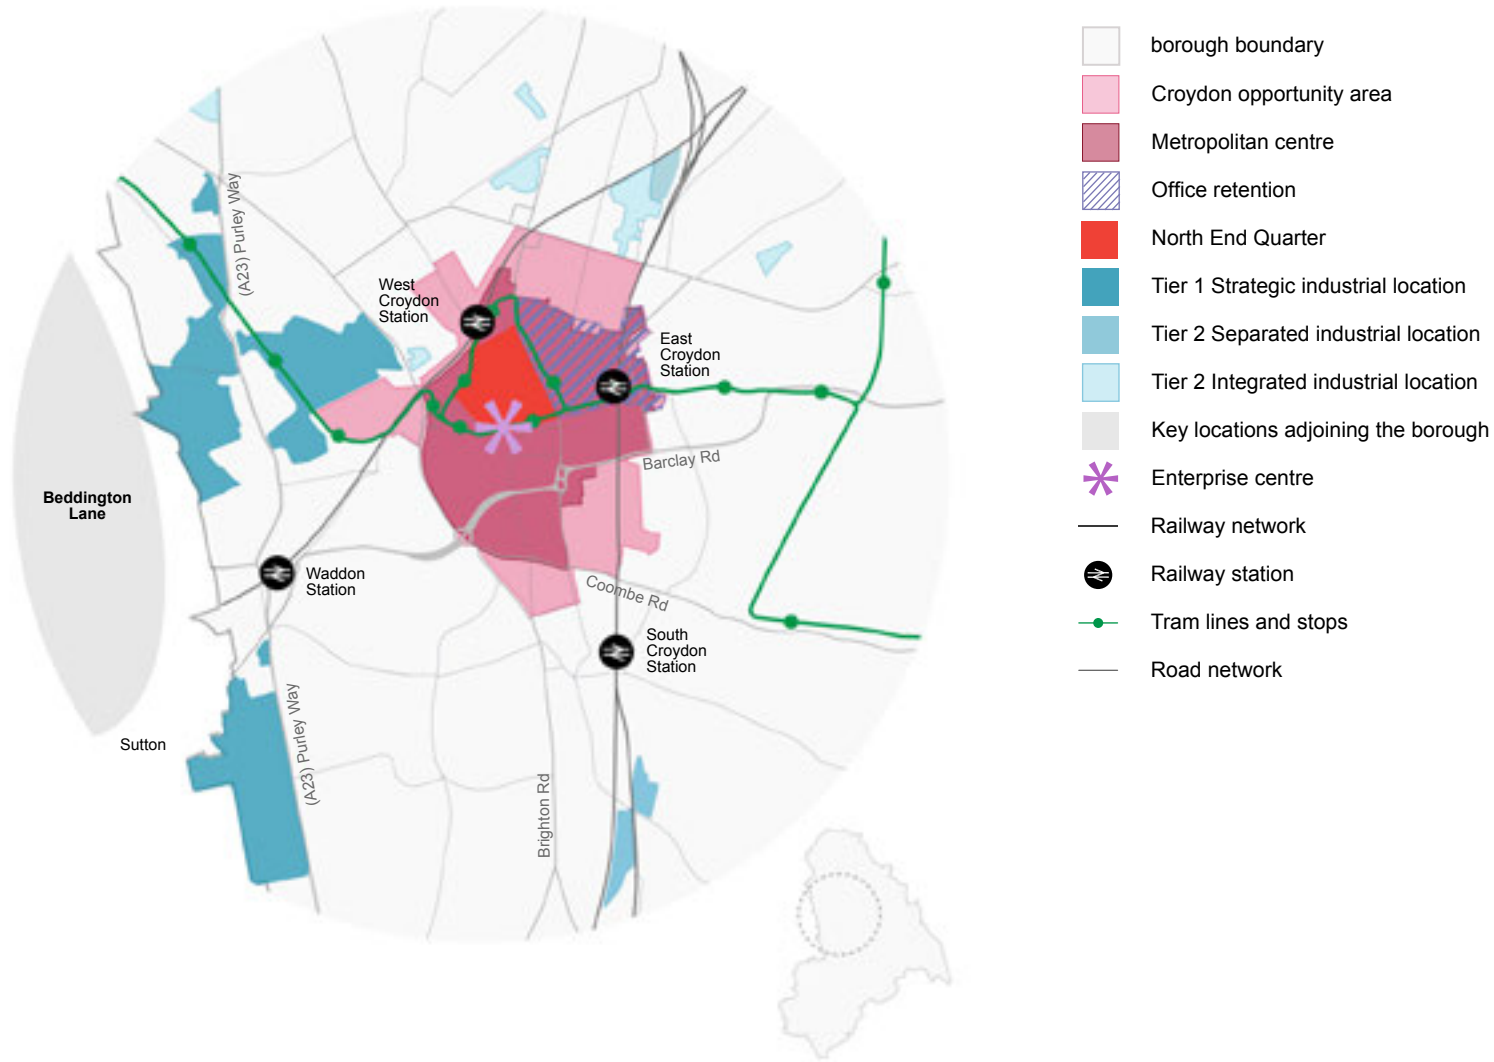 (A23) Purley Way
West
Croydon
Station
East
Croydon
Station
Barclay Rd
Beddington
Lane
Waddon
Station
Coombe Rd
South
Croydon
Station
Sutton
(A23) Purley Way
Brighton Rd
borough boundary
Croydon opportunity area
Metropolitan centre
Office retention
North End Quarter
Tier 1 Strategic industrial location
Tier 2 Separated industrial location
Tier 2 Integrated industrial location
Key locations adjoining the borough
Enterprise centre
Railway network
Railway station
Tram lines and stops
Road network